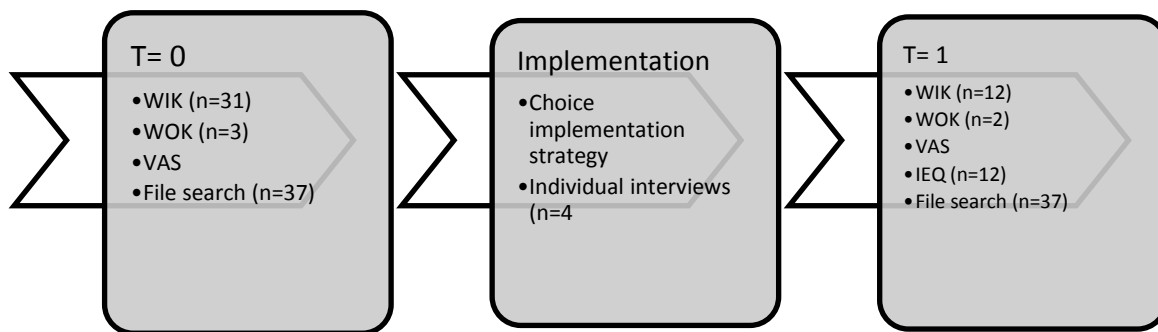 T= 0
•WIK (n=31)
•WOK (n=3)
•VAS
•File search (n=37)
Implementation
•Choice
implementation
strategy
•Individual interviews
(n=4
T= 1
•WIK (n=12)
•WOK (n=2)
•VAS
•IEQ (n=12)
•File search (n=37)